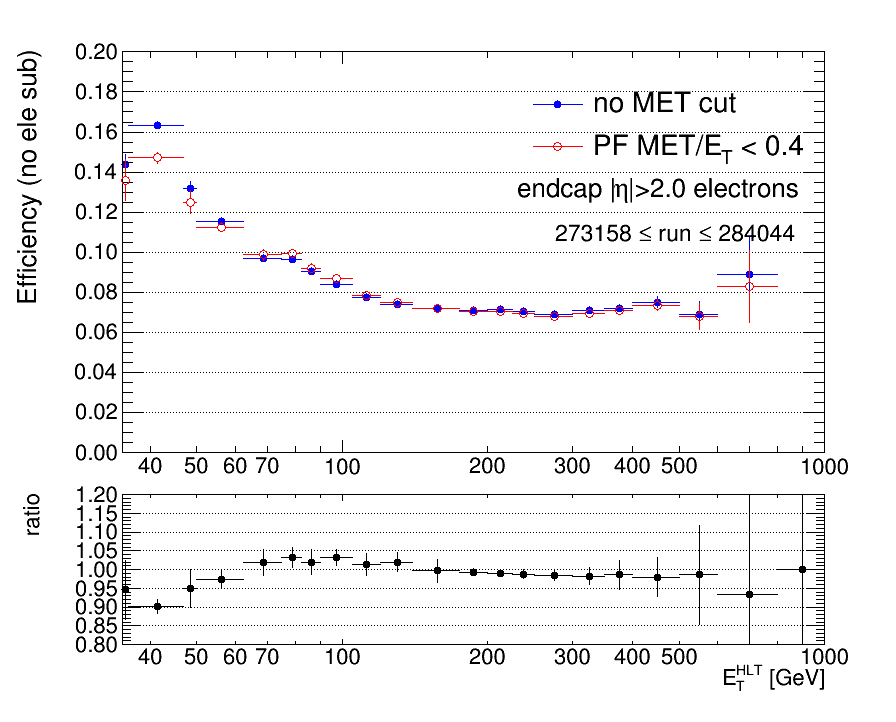 Efficiency (no ele sub)
0.20
0.18
0.16
0.14
0.12
0.10
0.08
0.06
0.04
0.02
0.00
no MET cut
PF MET/E_T < 0.4
endcap |η|>2.0 electrons
273158 ≤ run ≤ 284044
40 50 60 70 100 200 300 400 500 1000
ratio
1.20
1.15
1.10
1.05
1.00
0.95
0.90
0.85
0.80
40 50 60 70 100 200 300 400 500 1000
E_T^HLT [GeV]